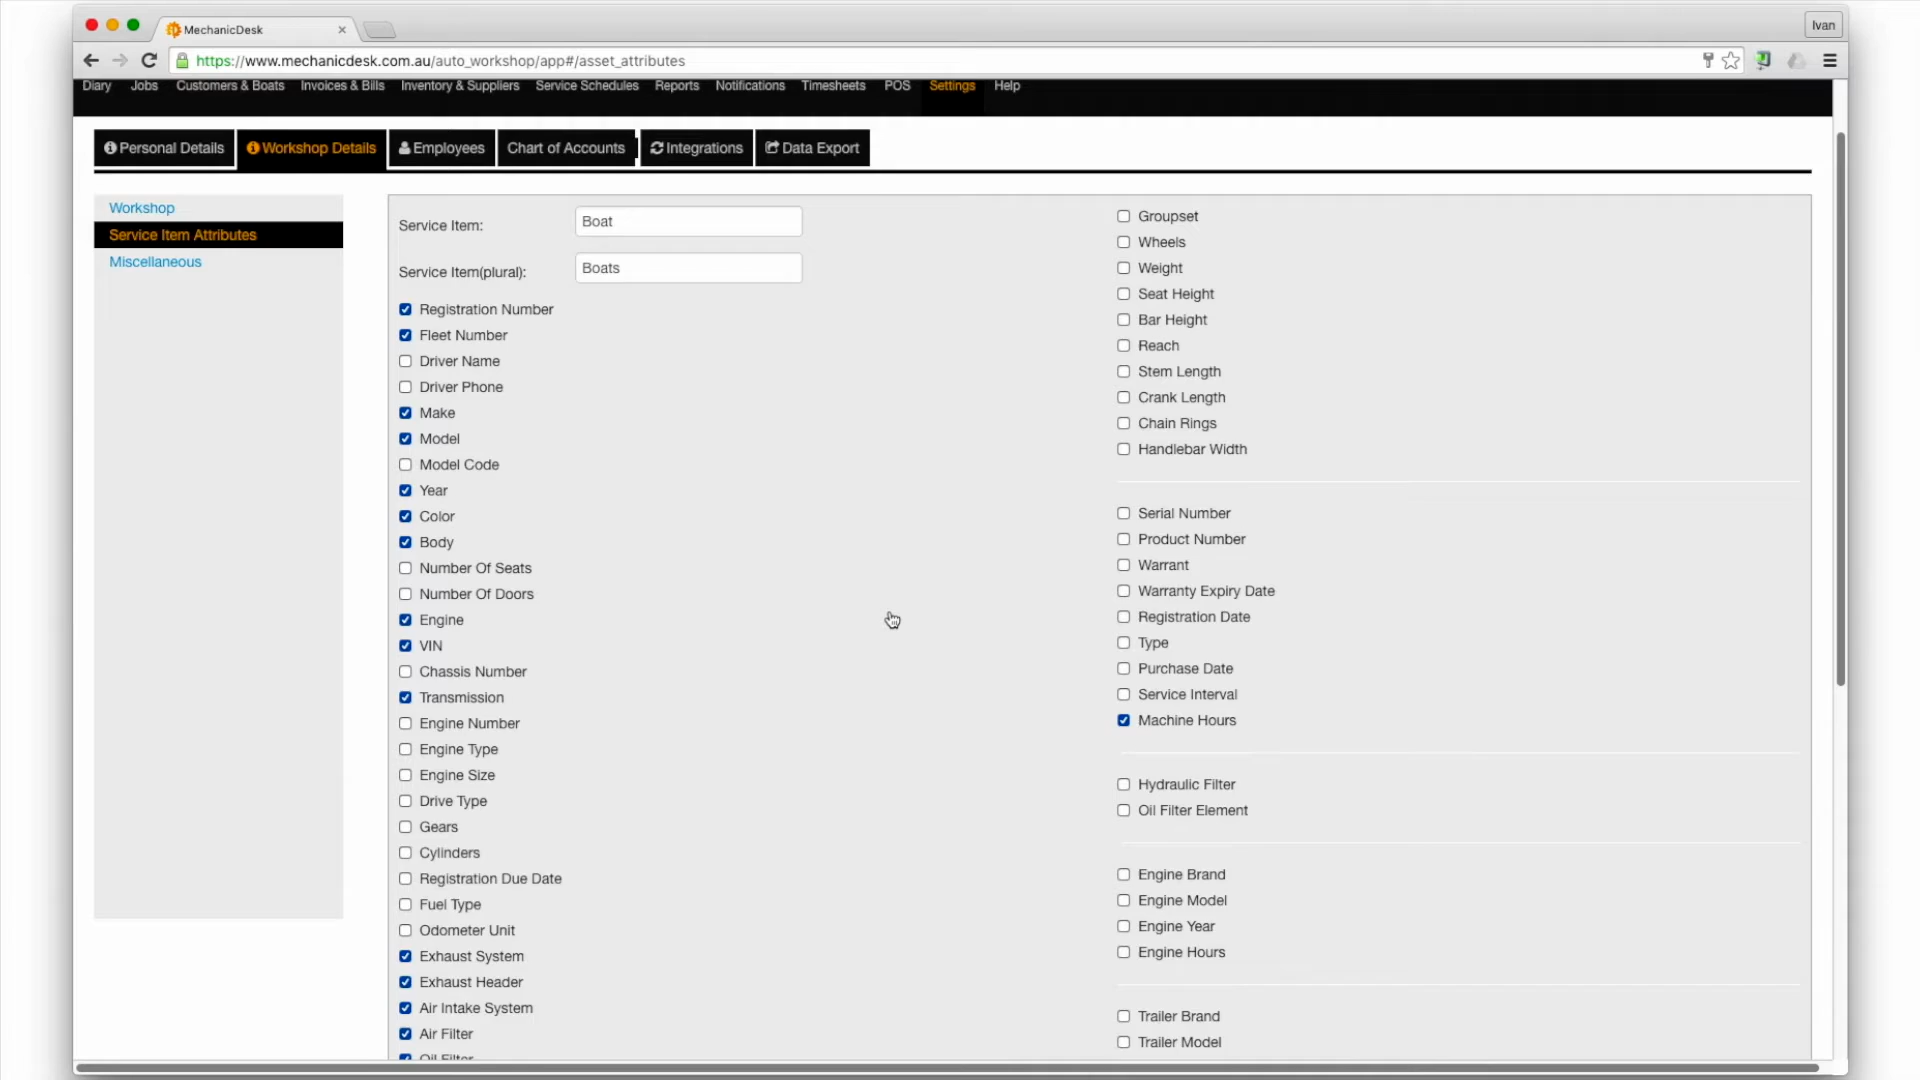 MechanicDesk
Ivan
https://www.mechanicdesk.com.au/auto_workshop/app#/asset_attributes
Diary Jobs Customers & Boats Invoices & Bills Inventory & Suppliers Service Schedules Reports Notifications Timesheets POS Settings Help
Personal Details Workshop Details Employees Chart of Accounts Integrations Data Export
Workshop
Service Item Attributes
Miscellaneous
Service Item: Boat
Service Item(plural): Boats
Registration Number
Fleet Number
Driver Name
Driver Phone
Make
Model
Model Code
Year
Color
Body
Number Of Seats
Number Of Doors
Engine
VIN
Chassis Number
Transmission
Engine Number
Engine Type
Engine Size
Drive Type
Gears
Cylinders
Registration Due Date
Fuel Type
Odometer Unit
Exhaust System
Exhaust Header
Air Intake System
Air Filter
Oil Filter
Groupset
Wheels
Weight
Seat Height
Bar Height
Reach
Stem Length
Crank Length
Chain Rings
Handlebar Width
Serial Number
Product Number
Warrant
Warranty Expiry Date
Registration Date
Type
Purchase Date
Service Interval
Machine Hours
Hydraulic Filter
Oil Filter Element
Engine Brand
Engine Model
Engine Year
Engine Hours
Trailer Brand
Trailer Model